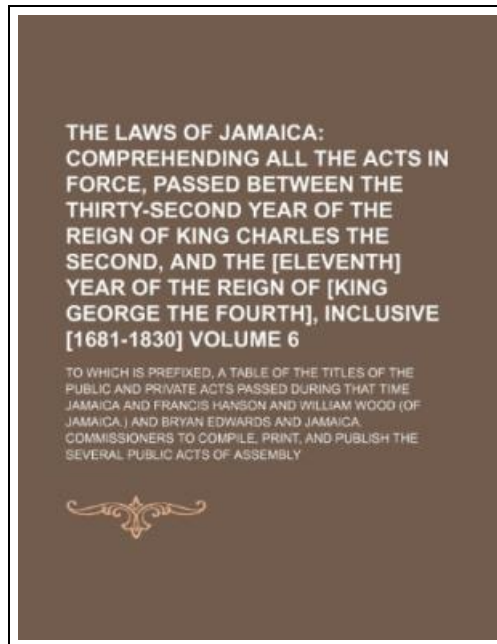 THE LAWS OF JAMAICA:
COMPREHENDING ALL THE ACTS IN
FORCE, PASSED BETWEEN THE
THIRTY-SECOND YEAR OF THE
REIGN OF KING CHARLES THE
SECOND, AND THE [ELEVENTH]
YEAR OF THE REIGN OF [KING
GEORGE THE FOURTH], INCLUSIVE
[1681-1830] VOLUME 6
TO WHICH IS PREFIXED, A TABLE OF THE TITLES OF THE
PUBLIC AND PRIVATE ACTS PASSED DURING THAT TIME
JAMAICA AND FRANCIS HANSON AND WILLIAM WOOD (OF
JAMAICA.) AND BRYAN EDWARDS AND JAMAICA.
COMMISSIONERS TO COMPILE, PRINT, AND PUBLISH THE
SEVERAL PUBLIC ACTS OF ASSEMBLY